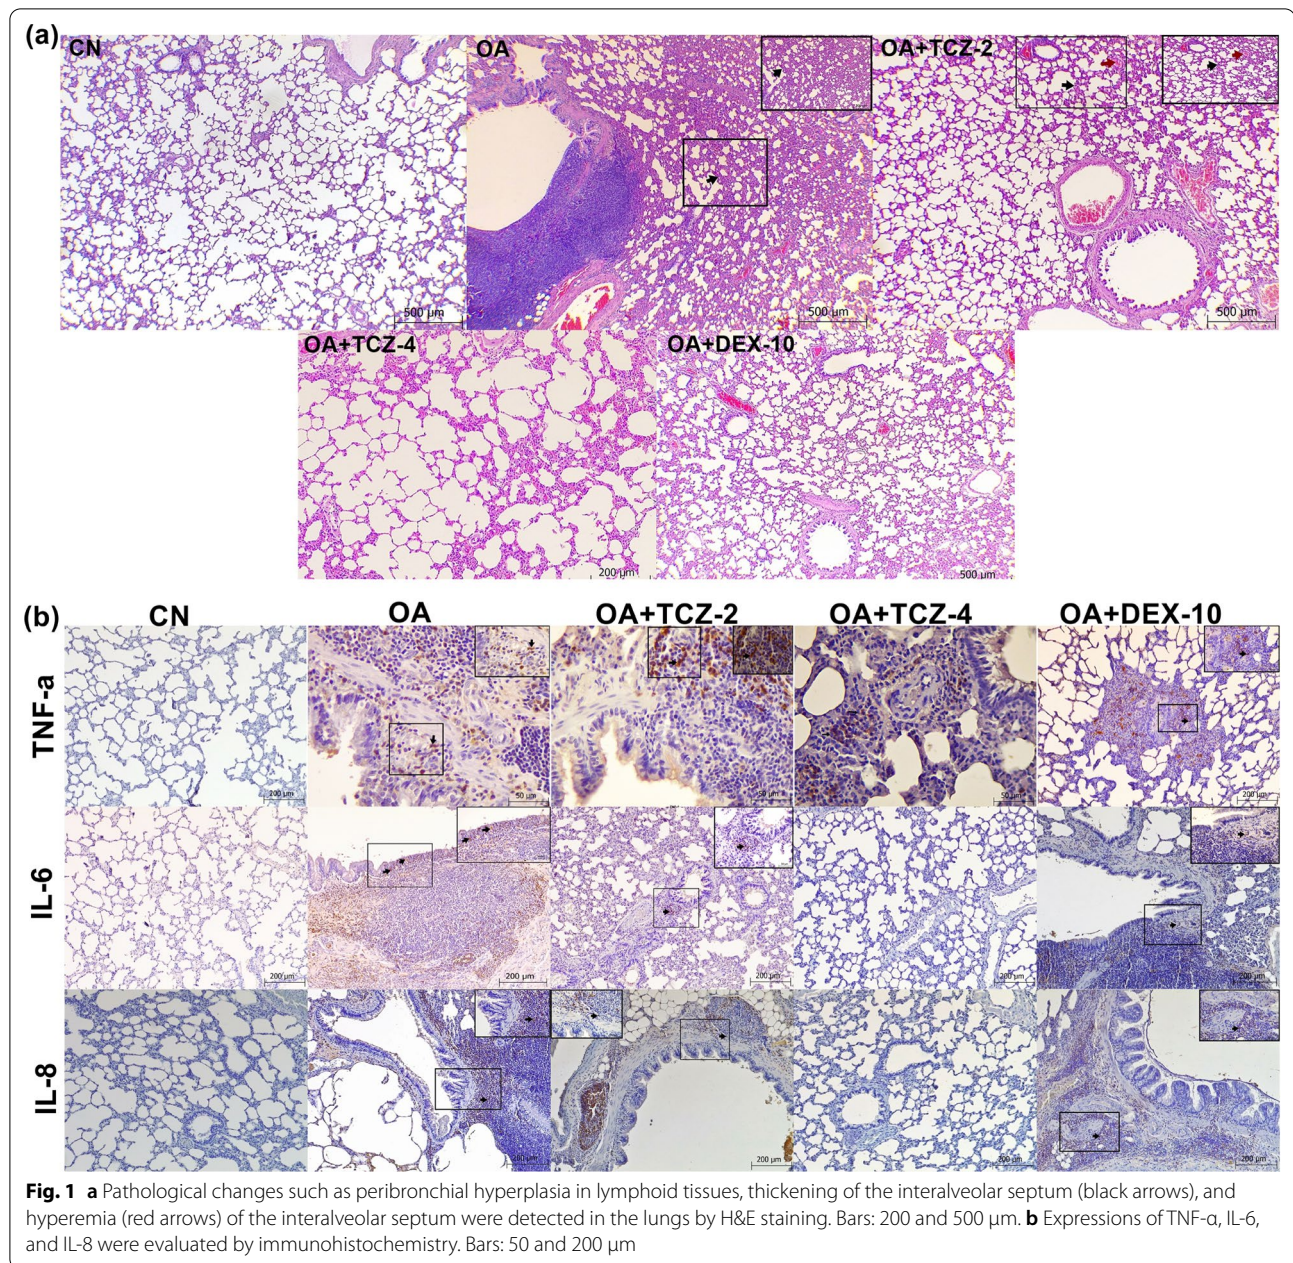 (a)
CN
OA
OA+TCZ-2
500 µm
500 µm
500 µm
OA+TCZ-4
OA+DEX-10
200 µm
500 µm
(b)
CN
OA
OA+TCZ-2
OA+TCZ-4
OA+DEX-10
TNF-a
200 µm
50 µm
50 µm
50 µm
200 µm
IL-6
200 µm
200 µm
200 µm
200 µm
200 µm
IL-8
200 µm
200 µm
200 µm
200 µm
200 µm
Fig. 1 a Pathological changes such as peribronchial hyperplasia in lymphoid tissues, thickening of the interalveolar septum (black arrows), and
hyperemia (red arrows) of the interalveolar septum were detected in the lungs by H&E staining. Bars: 200 and 500 µm. b Expressions of TNF-α, IL-6,
and IL-8 were evaluated by immunohistochemistry. Bars: 50 and 200 µm